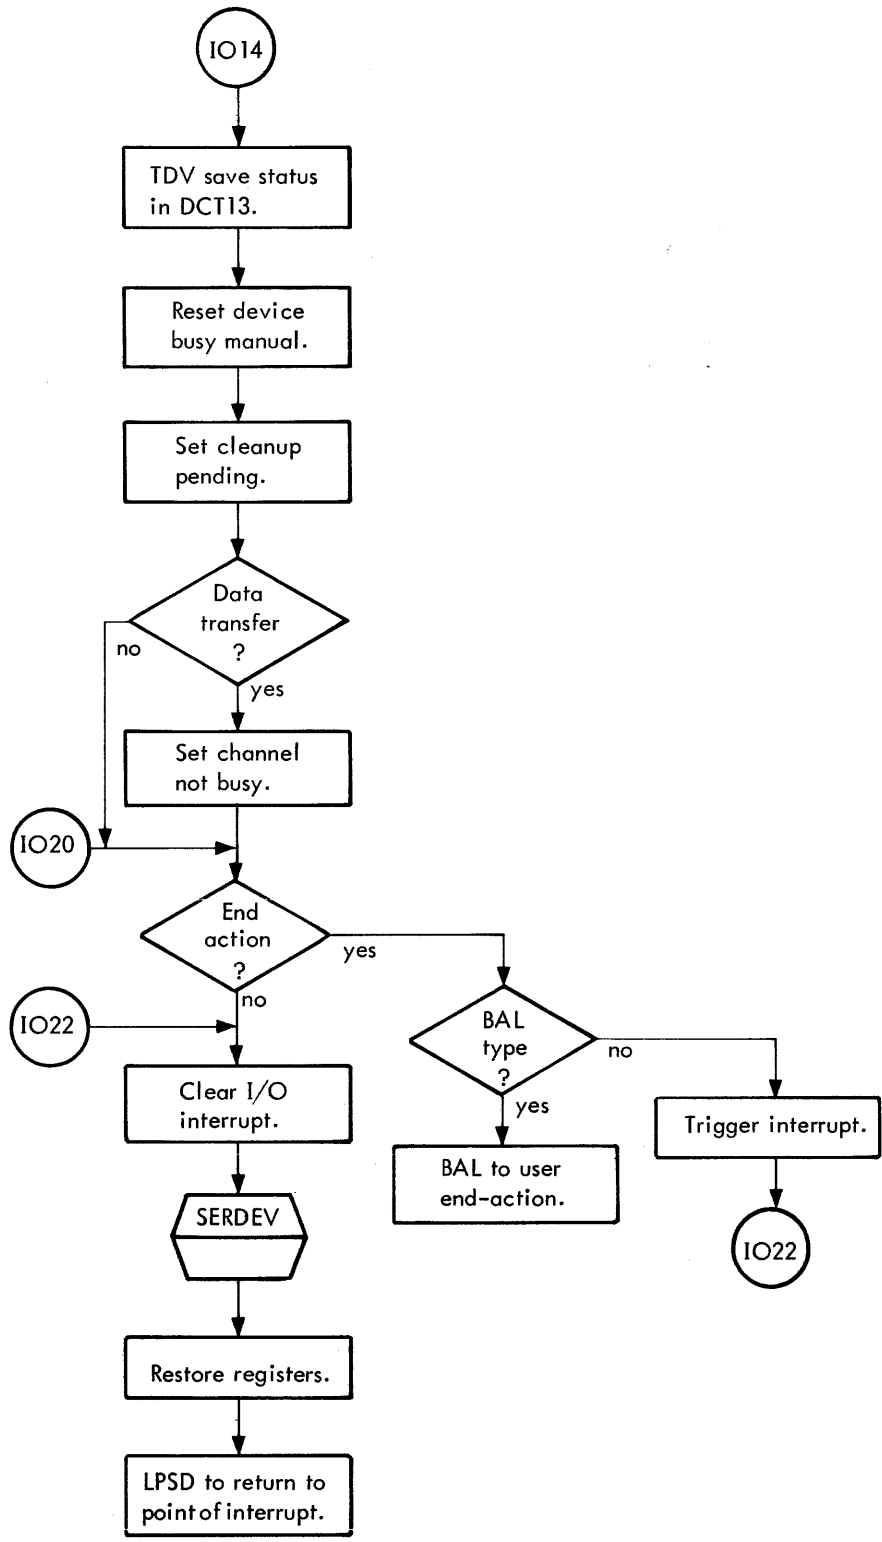 IO14
TDV save status
in DCT13.
Reset device
busy manual.
Set cleanup
pending.
Data
transfer
?
no
yes
Set channel
not busy.
IO20
End
action
?
yes
no
IO22
BAL
type
?
no
yes
Clear I/O
interrupt.
Trigger interrupt.
BAL to user
end-action.
SERDEV
IO22
Restore registers.
LPSD to return to
point of interrupt.